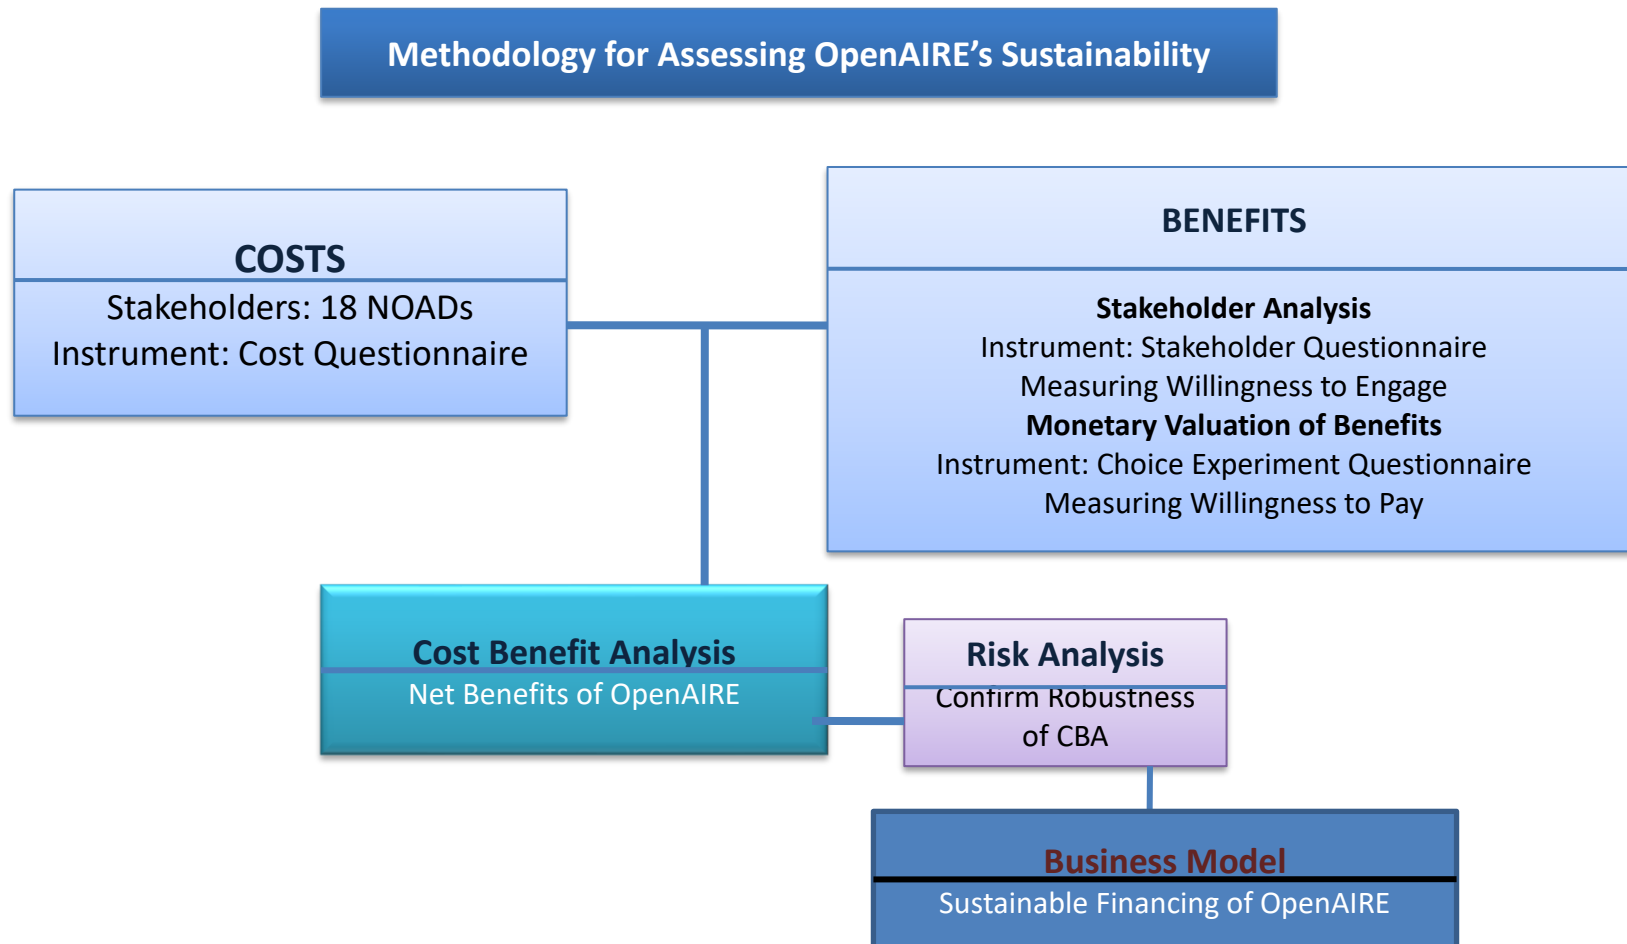 Methodology for Assessing OpenAIRE’s Sustainability
COSTS
Stakeholders: 18 NOADs
Instrument: Cost Questionnaire
BENEFITS
Stakeholder Analysis
Instrument: Stakeholder Questionnaire
Measuring Willingness to Engage
Monetary Valuation of Benefits
Instrument: Choice Experiment Questionnaire
Measuring Willingness to Pay
Cost Benefit Analysis
Net Benefits of OpenAIRE
Risk Analysis
Confirm Robustness
of CBA
Business Model
Sustainable Financing of OpenAIRE